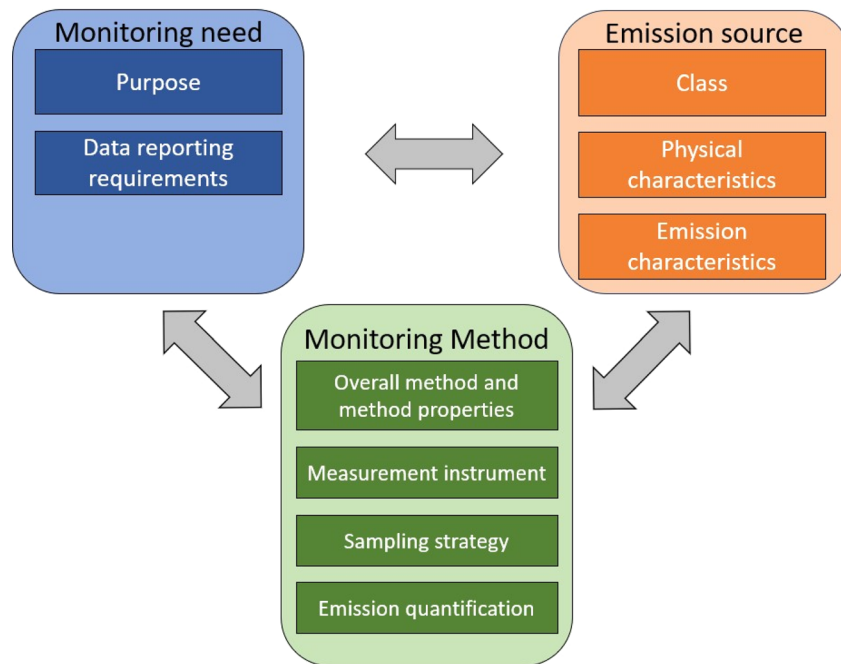 Monitoring need
Purpose
Data reporting
requirements
Emission source
Class
Physical
characteristics
Emission
characteristics
Monitoring Method
Overall method and
method properties
Measurement instrument
Sampling strategy
Emission quantification